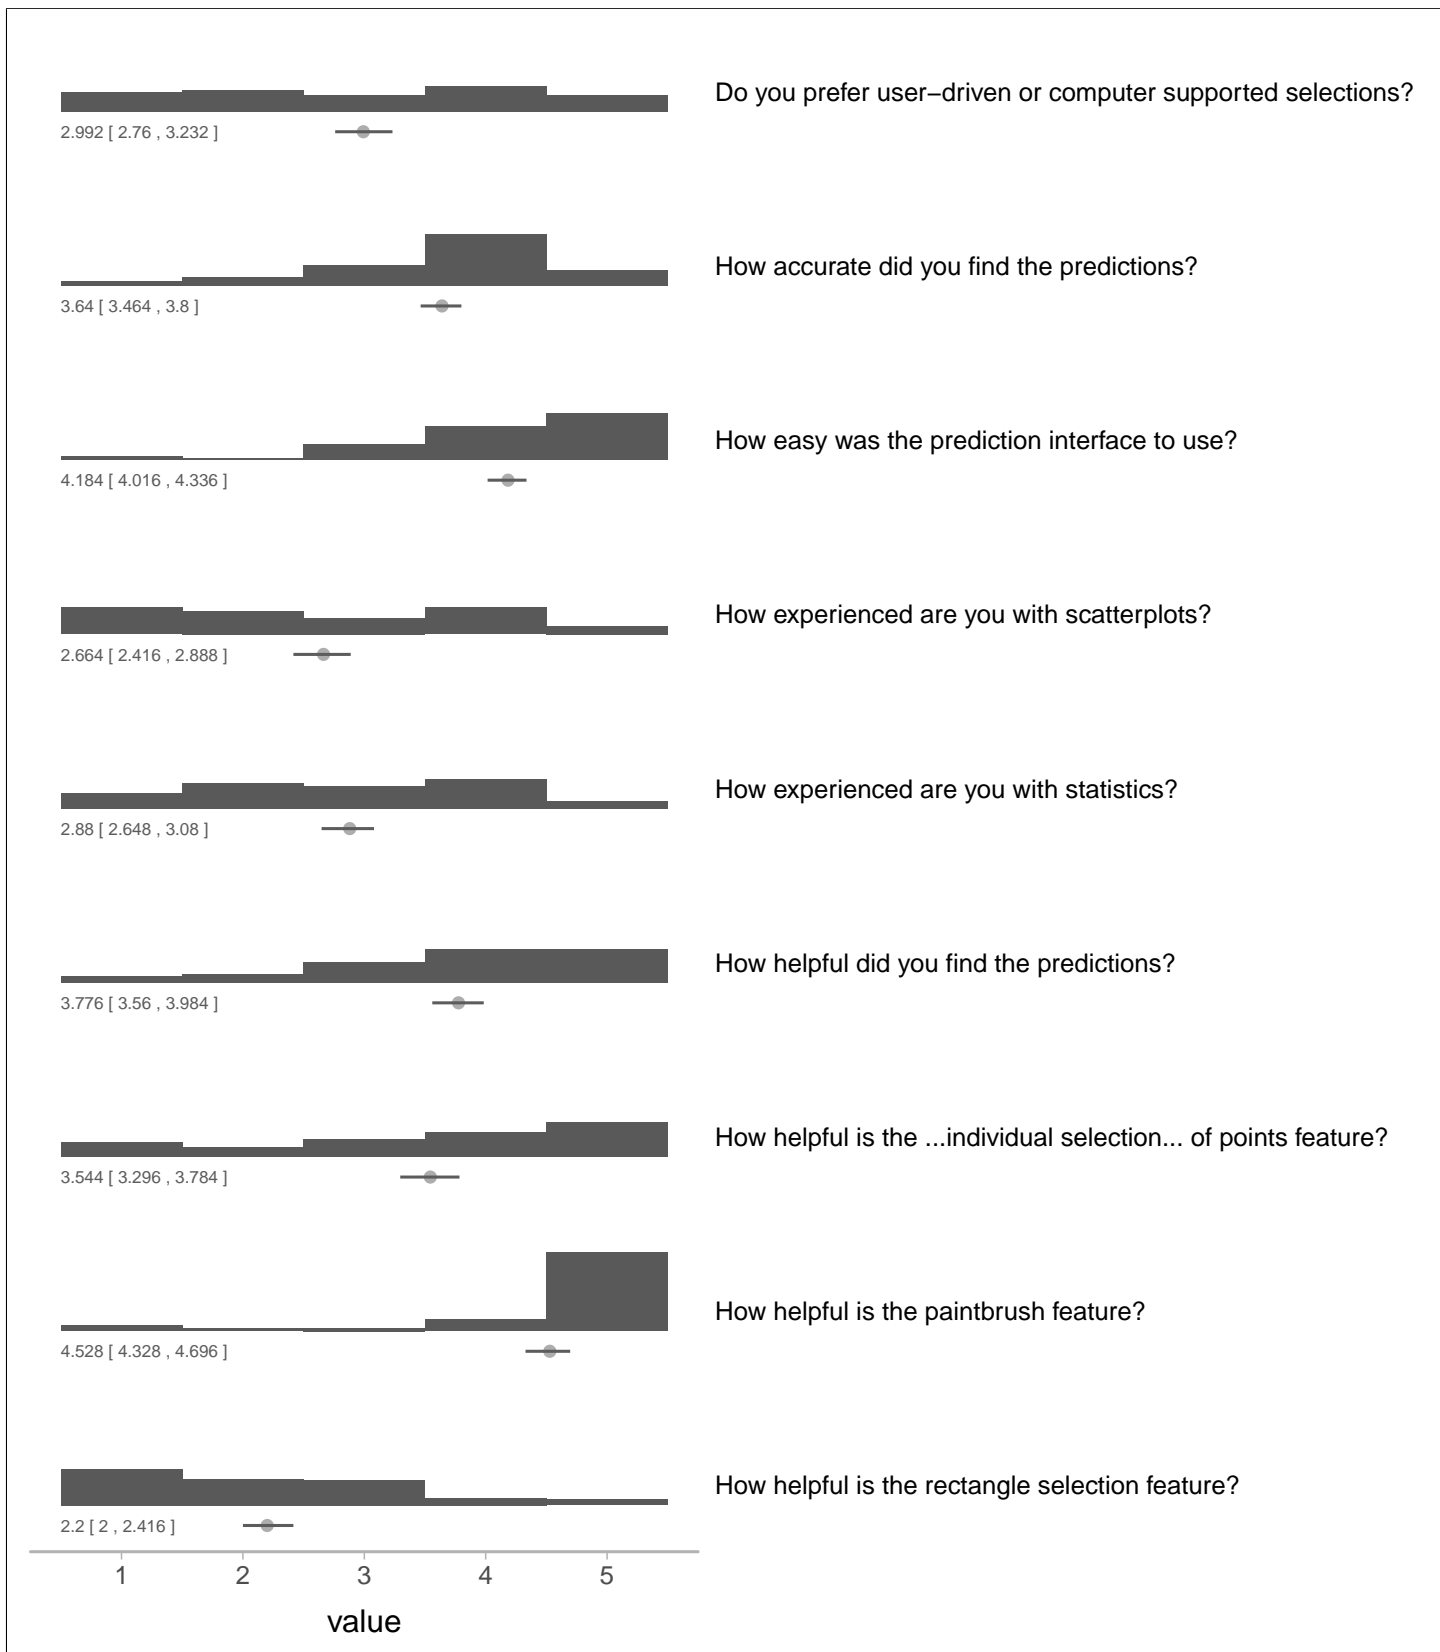 Do you prefer user−driven or computer supported selections?
2.992 [ 2.76 , 3.232 ]
How accurate did you find the predictions?
3.64 [ 3.464 , 3.8 ]
How easy was the prediction interface to use?
4.184 [ 4.016 , 4.336 ]
How experienced are you with scatterplots?
2.664 [ 2.416 , 2.888 ]
How experienced are you with statistics?
2.88 [ 2.648 , 3.08 ]
How helpful did you find the predictions?
3.776 [ 3.56 , 3.984 ]
How helpful is the ...individual selection... of points feature?
3.544 [ 3.296 , 3.784 ]
How helpful is the paintbrush feature?
4.528 [ 4.328 , 4.696 ]
How helpful is the rectangle selection feature?
2.2 [ 2 , 2.416 ]
1 2 3 4 5
value